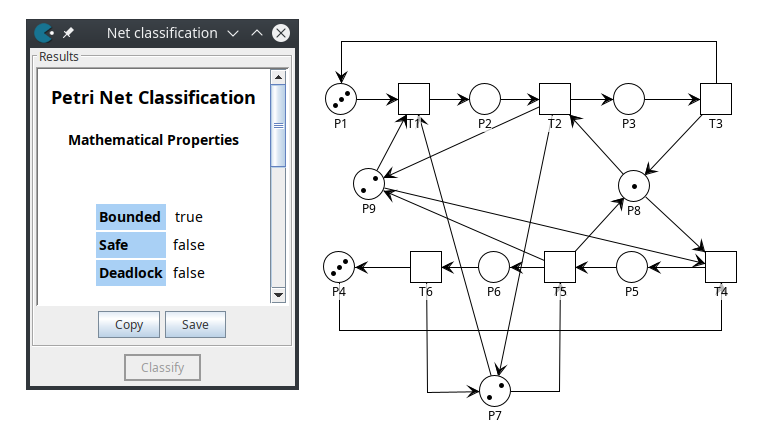 Net classification
Results
Petri Net Classification
Mathematical Properties
Bounded true
Safe false
Deadlock false
Copy Save
Classify
P1 T1 P2 T2 P3 T3
P9 P8
P4 T6 P6 T5 P5 T4
P7